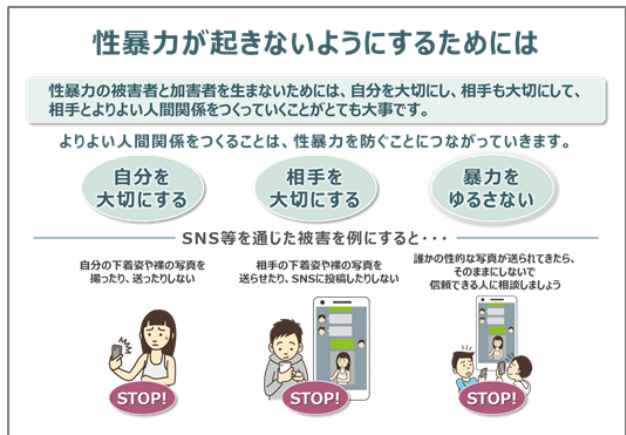 性暴力が起きないようにするためには
性暴力の被害者と加害者を生まないためには、自分を大切にし、相手も大切にして、
相手とよりよい人間関係をつくっていくことがとても大事です。
よりよい人間関係をつくることは、性暴力を防ぐことにつながっていきます。
自分を
大切にする
相手を
大切にする
暴力を
ゆるさない
SNS等を通じた被害を例にすると・・・
自分の下着姿や裸の写真を
撮ったり、送ったりしない
相手の下着姿や裸の写真を
送らせたり、SNSに投稿したりしない
誰かの性的な写真が送られてきたら、
そのままにしないで
信頼できる人に相談しましょう
STOP!
STOP!
STOP!